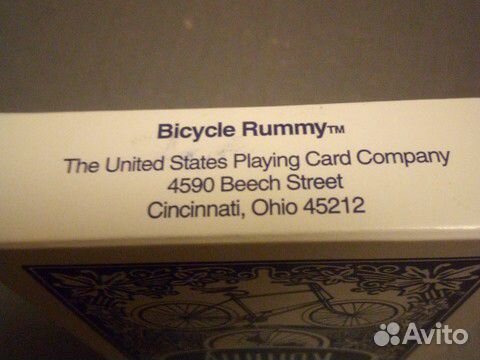 Bicycle Rummy™
The United States Playing Card Company
4590 Beech Street
Cincinnati, Ohio 45212
Avito